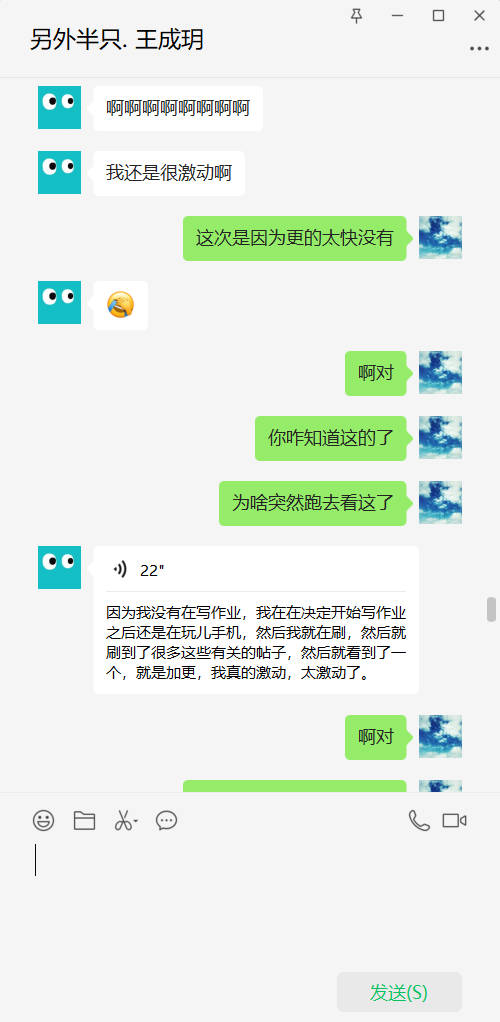 另外半只. 王成玥
啊啊啊啊啊啊啊啊
我还是很激动啊
这次是因为更的太快没有
啊对
你咋知道这的了
为啥突然跑去看这了
22"
因为我没有在写作业，我在在决定开始写作业
之后还是在玩儿手机，然后我就在刷，然后就
刷到了很多这些有关的帖子，然后就看到了一
个，就是加更，我真的激动，太激动了。
啊对
发送(S)